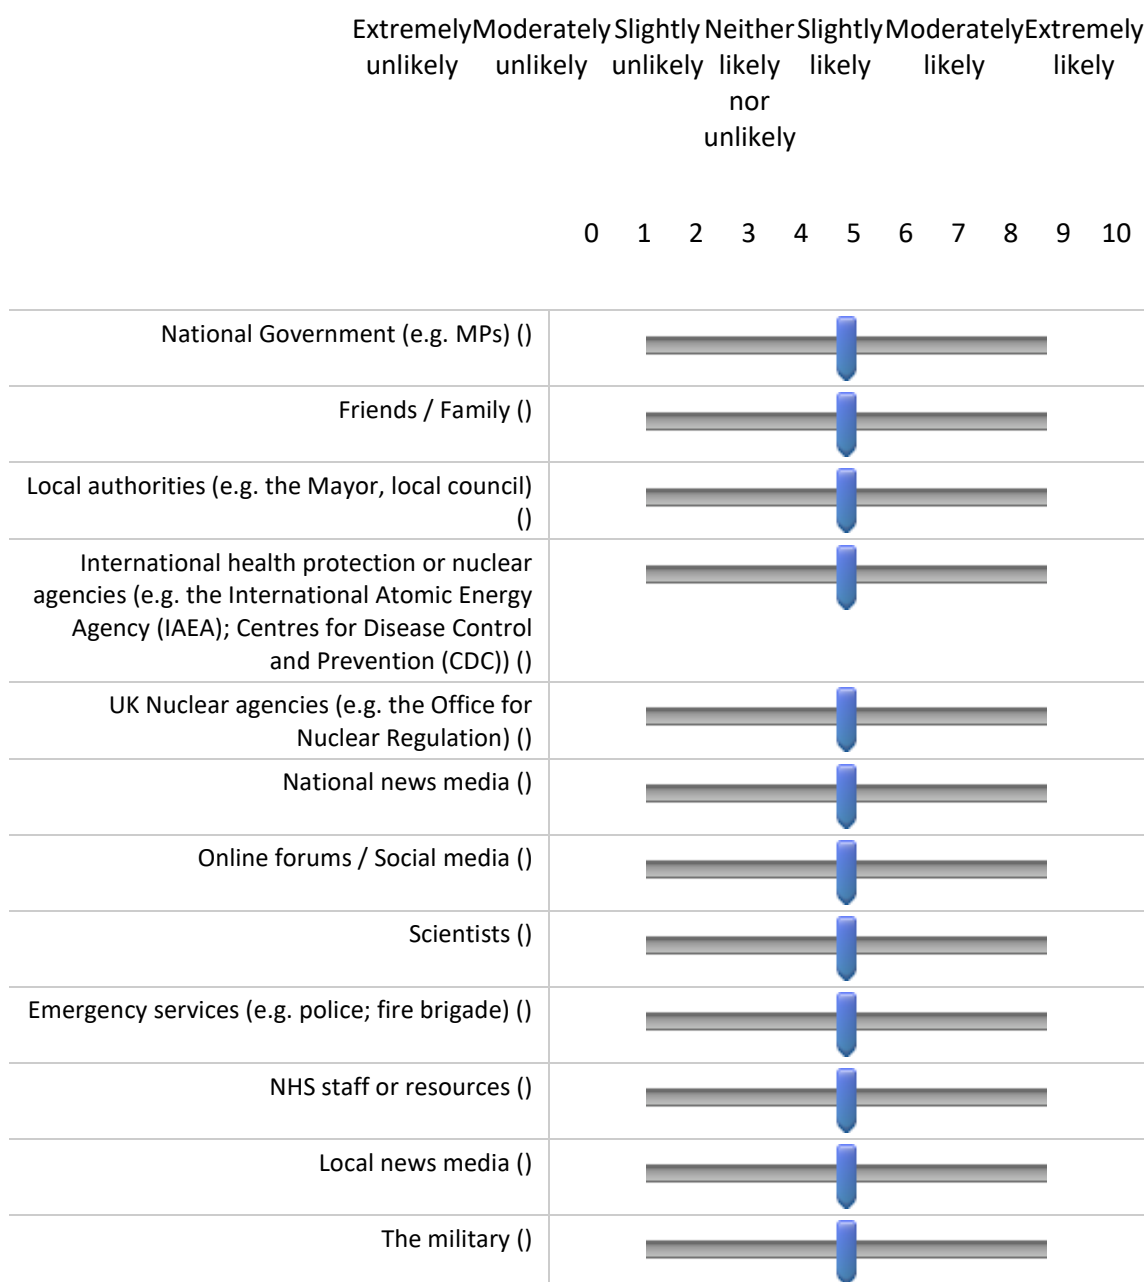 Extremely Moderately Slightly Neither Slightly Moderately Extremely
unlikely unlikely unlikely likely likely likely likely
nor
unlikely
0 1 2 3 4 5 6 7 8 9 10
National Government (e.g. MPs) ()
Friends / Family ()
Local authorities (e.g. the Mayor, local council)
()
International health protection or nuclear
agencies (e.g. the International Atomic Energy
Agency (IAEA); Centres for Disease Control
and Prevention (CDC)) ()
UK Nuclear agencies (e.g. the Office for
Nuclear Regulation) ()
National news media ()
Online forums / Social media ()
Scientists ()
Emergency services (e.g. police; fire brigade) ()
NHS staff or resources ()
Local news media ()
The military ()